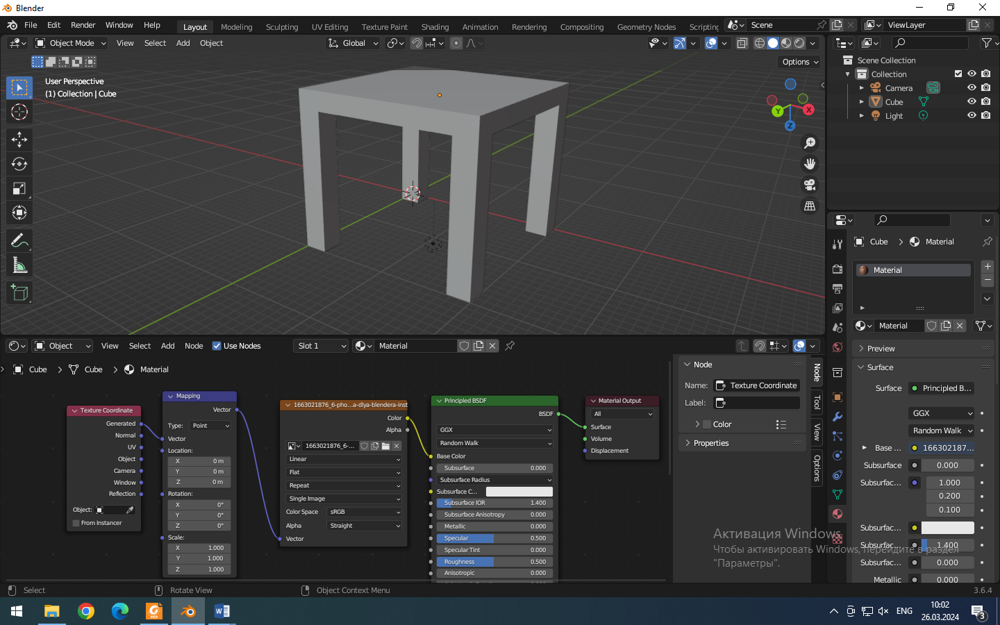 Blender
File Edit Render Window Help Layout Modeling Sculpting UV Editing Texture Paint Shading Animation Rendering Compositing Geometry Nodes Scripting Scene ViewLayer
Object Mode View Select Add Object Global
Options
User Perspective
(1) Collection | Cube
X
Y
Z
Scene Collection
Collection
Camera
Cube
Light
Cube Material
Material
Material
Preview
Surface
Surface Principled B...
GGX
Random Walk
Base ... 166302187...
Subsurface 0.000
Subsurfac... 1.000
0.200
0.100
Subsurfac...
Subsurfac... 1.400
Subsurfac... 0.000
Metallic 0.000
Object View Select Add Node Use Nodes Slot 1 Material
Cube Cube Material
Texture Coordinate
Generated
Normal
UV
Object
Camera
Window
Reflection
Object:
From Instancer
Mapping
Vector
Type: Point
Vector
Location:
X 0 m
Y 0 m
Z 0 m
Rotation:
X 0°
Y 0°
Z 0°
Scale:
X 1.000
Y 1.000
Z 1.000
1663021876_6-pho...a-dlya-blendera-inst
Color
Alpha
1663021876_6-...
Linear
Flat
Repeat
Single Image
Color Space sRGB
Alpha Straight
Vector
Principled BSDF
BSDF
GGX
Random Walk
Base Color
Subsurface 0.000
Subsurface Radius
Subsurface C...
Subsurface IOR 1.400
Subsurface Anisotropy 0.000
Metallic 0.000
Specular 0.500
Specular Tint 0.000
Roughness 0.500
Anisotropic 0.000
Material Output
All
Surface
Volume
Displacement
Node
Name: Texture Coordinate
Label:
Color
Properties
Node
Tool
View
Options
Активация Windows
Чтобы активировать Windows, перейдите в раздел
"Параметры".
Select Rotate View Object Context Menu 3.6.4
ENG
10:02
26.03.2024
3